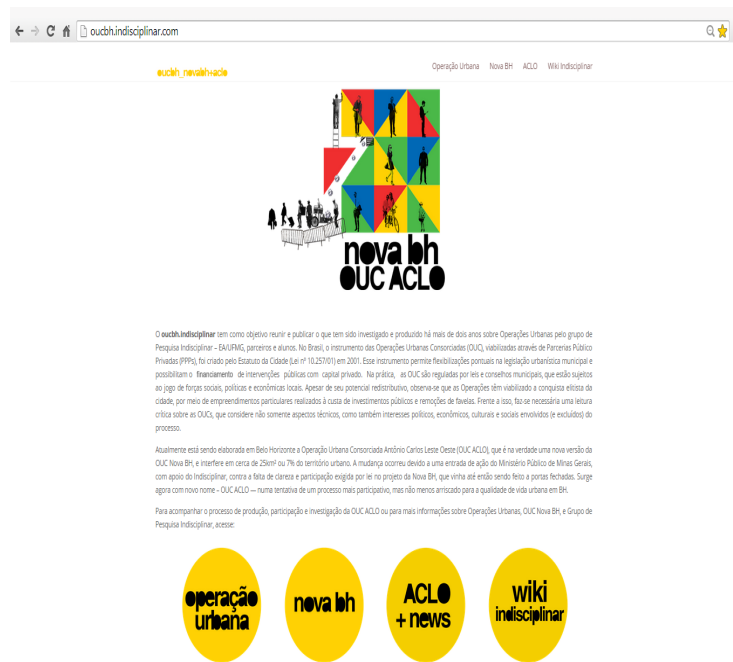 oucbh.indisciplinar.com
oucbh_novabh+aclo
Operação Urbana Nova BH ACLO Wiki Indisciplinar
nova bh
OUC ACLO
O oucbh.indisciplinar tem como objetivo reunir e publicar o que tem sido investigado e produzido há mais de dois anos sobre Operações Urbanas pelo grupo de
Pesquisa Indisciplinar – EA/UFMG, parceiros e alunos. No Brasil, o instrumento das Operações Urbanas Consorciadas (OUC), viabilizadas através de Parcerias Público
Privadas (PPPs), foi criado pelo Estatuto da Cidade (Lei nº 10.257/01) em 2001. Esse instrumento permite flexibilizações pontuais na legislação urbanística municipal e
possibilitam o financiamento de intervenções públicas com capital privado. Na prática, as OUC são reguladas por leis e conselhos municipais, que estão sujeitos
ao jogo de forças sociais, políticas e econômicas locais. Apesar de seu potencial redistributivo, observa-se que as Operações têm viabilizado a conquista elitista da
cidade, por meio de empreendimentos particulares realizados à custa de investimentos públicos e remoções de favelas. Frente a isso, faz-se necessária uma leitura
crítica sobre as OUCs, que considere não somente aspectos técnicos, como também interesses políticos, econômicos, culturais e sociais envolvidos (e excluídos) do
processo.
Atualmente está sendo elaborada em Belo Horizonte a Operação Urbana Consorciada Antônio Carlos Leste Oeste (OUC ACLO), que é na verdade uma nova versão da
OUC Nova BH, e interfere em cerca de 25km² ou 7% do território urbano. A mudança ocorreu devido a uma entrada de ação do Ministério Público de Minas Gerais,
com apoio do Indisciplinar, contra a falta de clareza e participação exigida por lei no projeto da Nova BH, que vinha até então sendo feito a portas fechadas. Surge
agora com novo nome – OUC ACLO — numa tentativa de um processo mais participativo, mas não menos arriscado para a qualidade de vida urbana em BH.
Para acompanhar o processo de produção, participação e investigação da OUC ACLO ou para mais informações sobre Operações Urbanas, OUC Nova BH, e Grupo de
Pesquisa Indisciplinar, acesse:
operação
urbana
nova bh
ACLO
+ news
wiki
indisciplinar